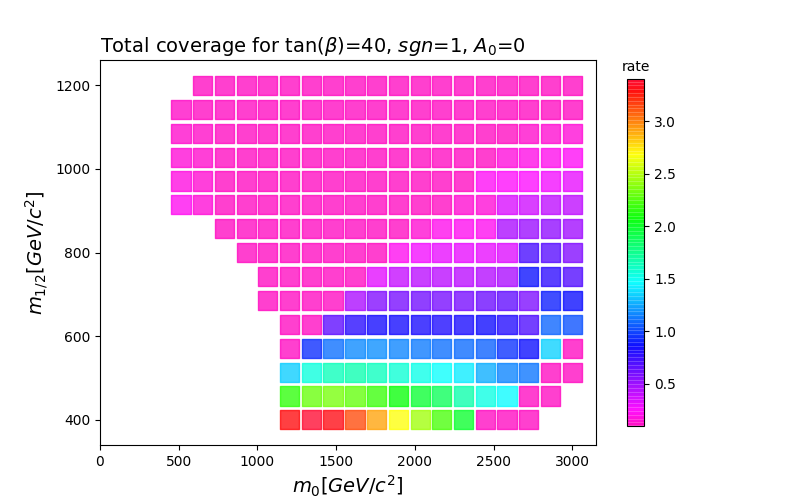 Total coverage for tan(β)=40, sgn=1, A₀=0
rate
1200
1000
800
600
400
m₁/₂[GeV/c²]
3.0
2.5
2.0
1.5
1.0
0.5
0 500 1000 1500 2000 2500 3000
m₀[GeV/c²]